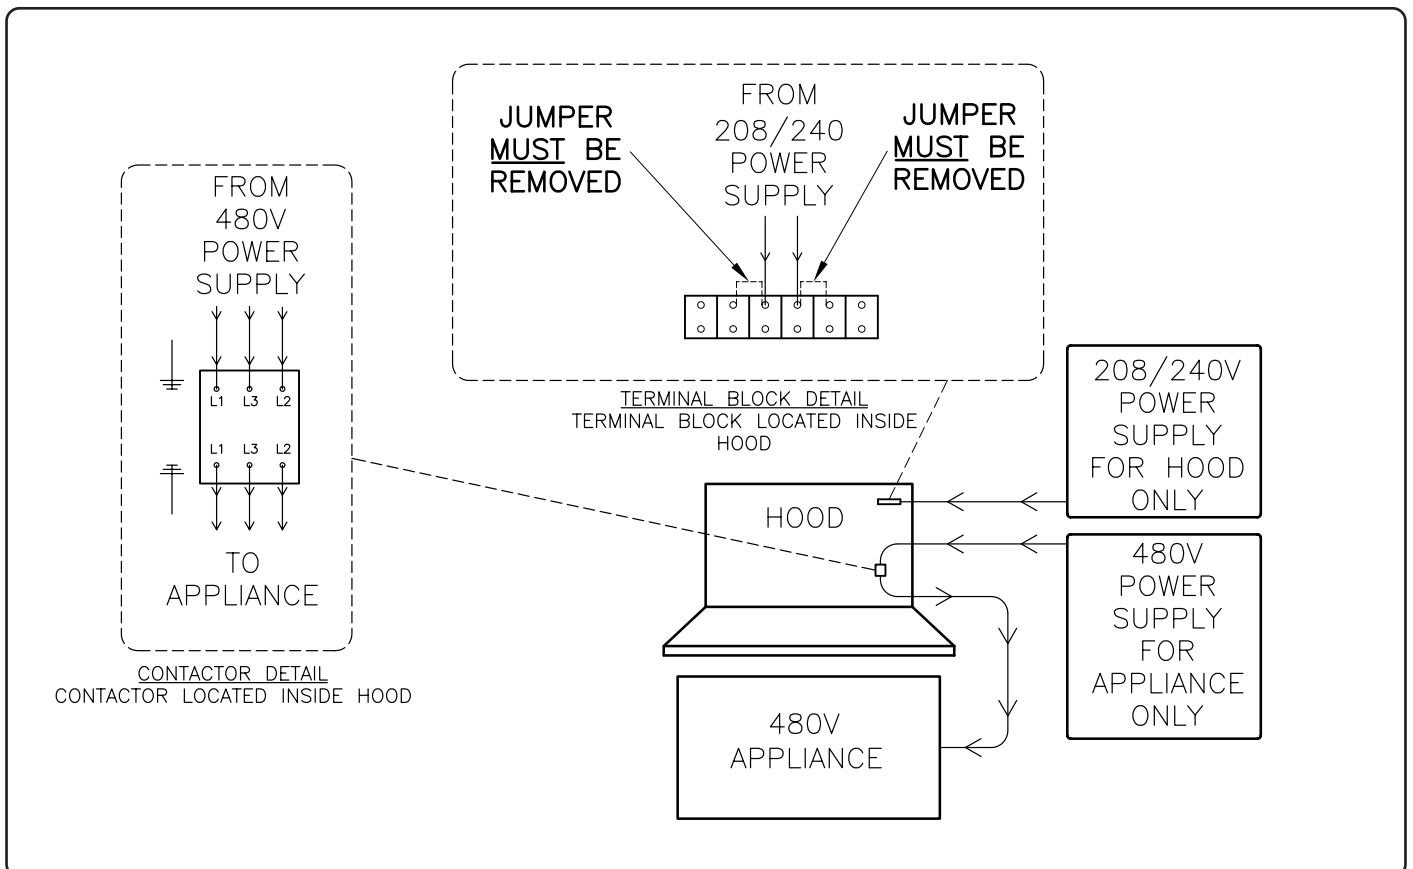 JUMPER
MUST BE
REMOVED
FROM
208/240
POWER
SUPPLY
JUMPER
MUST BE
REMOVED
TERMINAL BLOCK DETAIL
TERMINAL BLOCK LOCATED INSIDE
HOOD
FROM
480V
POWER
SUPPLY
L1 L3 L2
L1 L3 L2
TO
APPLIANCE
CONTACTOR DETAIL
CONTACTOR LOCATED INSIDE HOOD
208/240V
POWER
SUPPLY
FOR HOOD
ONLY
HOOD
480V
POWER
SUPPLY
FOR
APPLIANCE
ONLY
480V
APPLIANCE